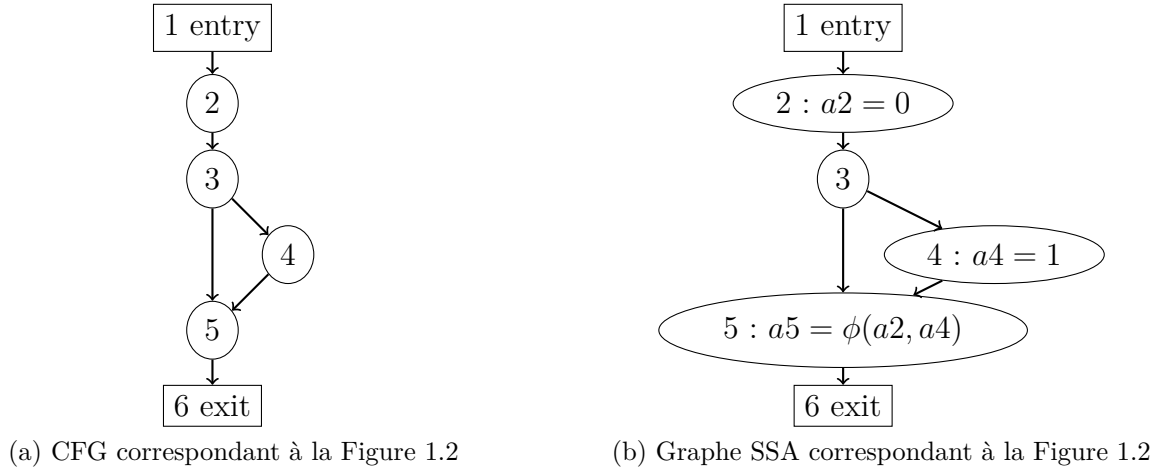 1 entry
2
3
4
5
6 exit
(a) CFG correspondant à la Figure 1.2
1 entry
2 : a2 = 0
3
4 : a4 = 1
5 : a5 = ϕ(a2, a4)
6 exit
(b) Graphe SSA correspondant à la Figure 1.2